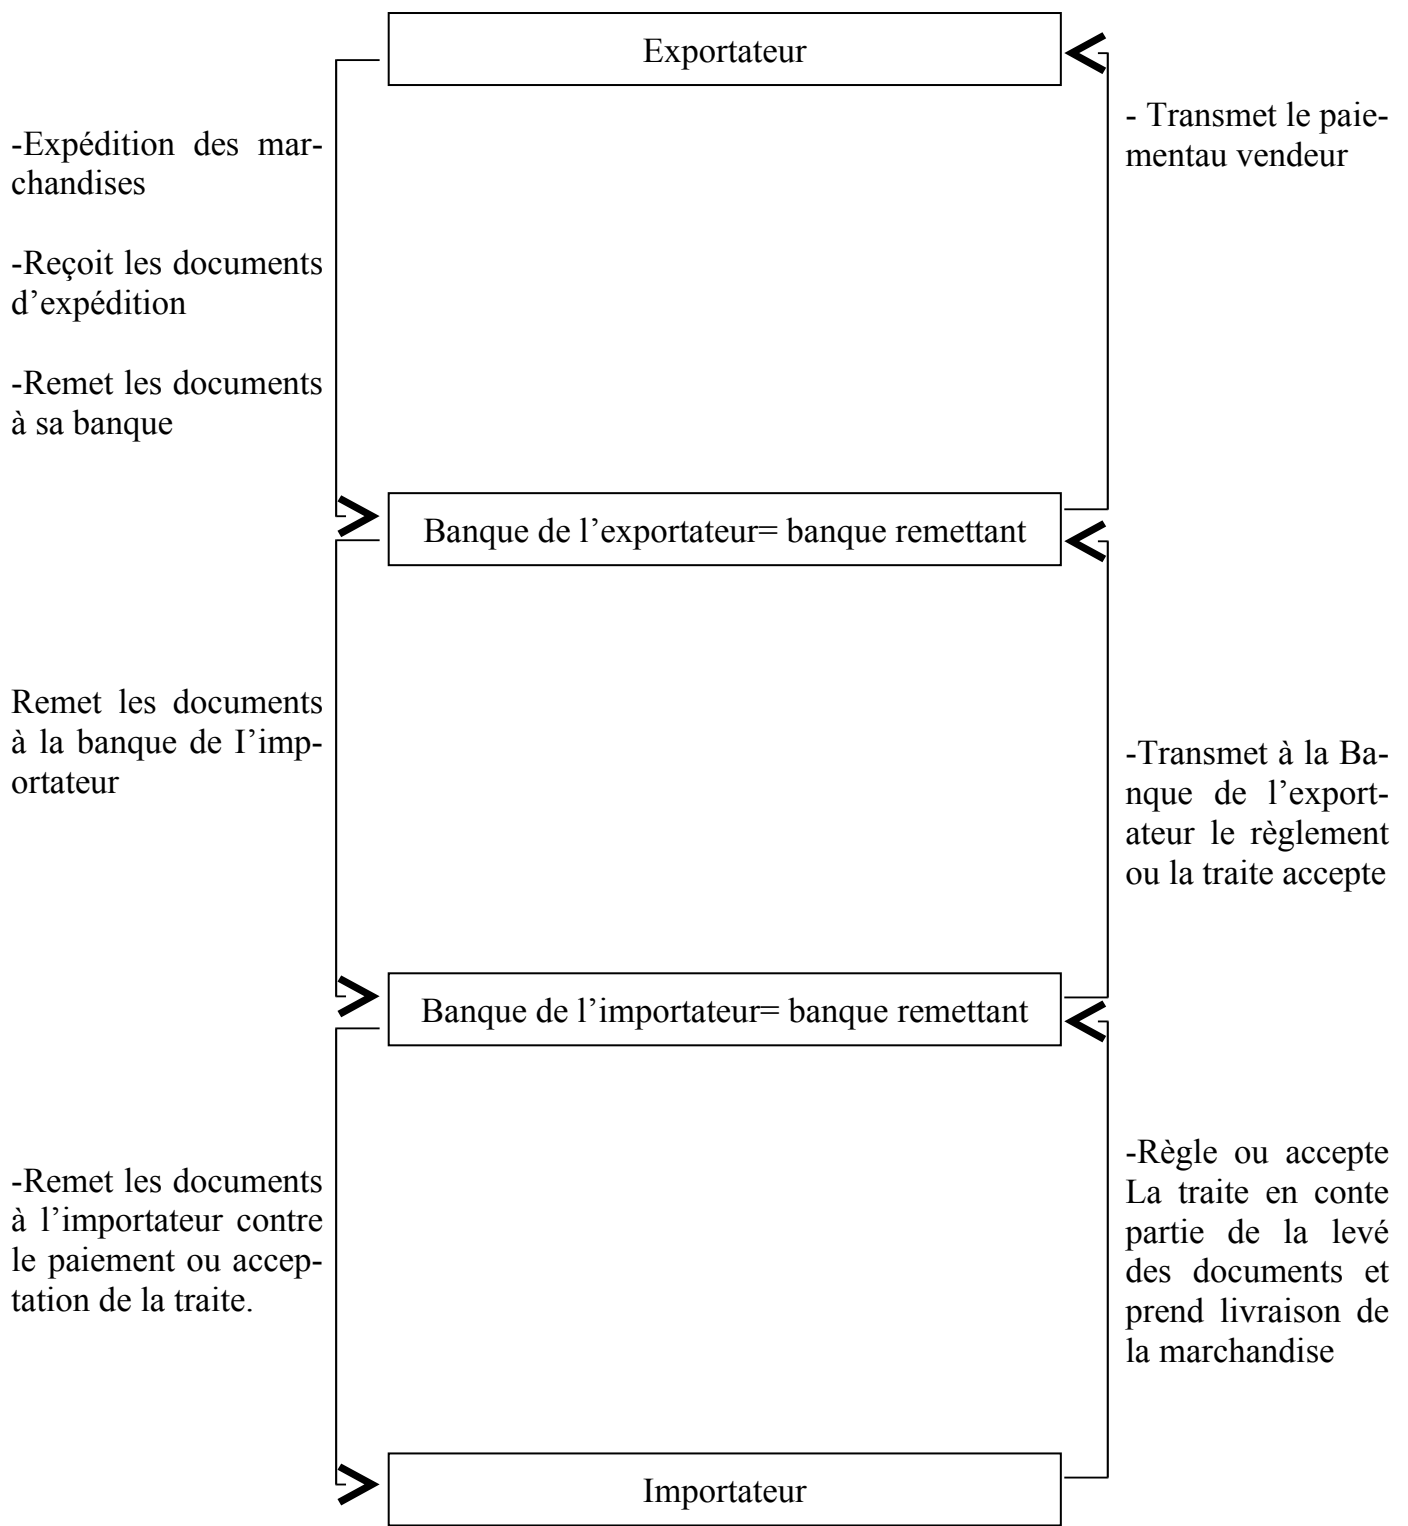 Exportateur
-Expédition des mar-
chandises
-Reçoit les documents
d’expédition
-Remet les documents
à sa banque
- Transmet le paie-
mentau vendeur
Banque de l’exportateur= banque remettant
Remet les documents
à la banque de I’imp-
ortateur
-Transmet à la Ba-
nque de l’export-
ateur le règlement
ou la traite accepte
Banque de l’importateur= banque remettant
-Remet les documents
à l’importateur contre
le paiement ou accep-
tation de la traite.
-Règle ou accepte
La traite en conte
partie de la levé
des documents et
prend livraison de
la marchandise
Importateur